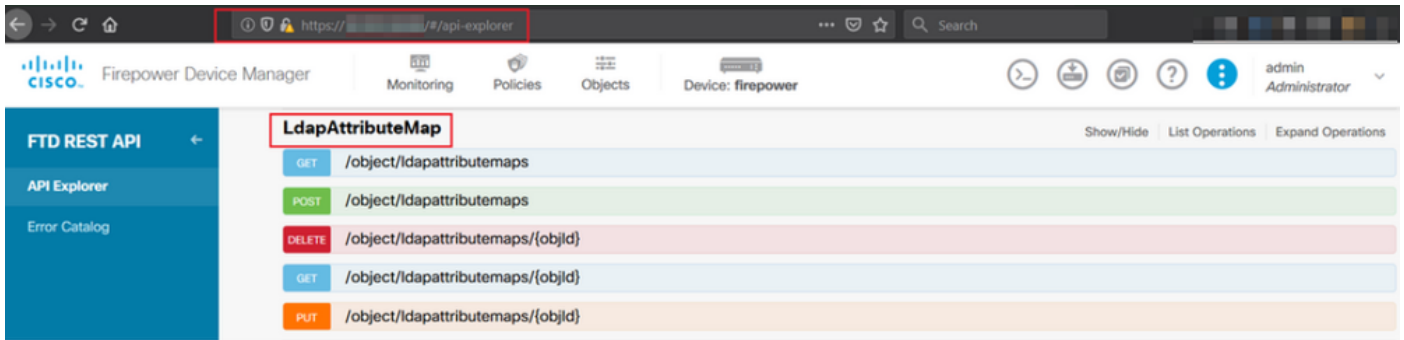 https:// /#/api-explorer
Search
CISCO
Firepower Device Manager
Monitoring
Policies
Objects
Device: firepower
admin
Administrator
FTD REST API
API Explorer
Error Catalog
LdapAttributeMap
Show/Hide
List Operations
Expand Operations
GET /object/ldapattributemaps
POST /object/ldapattributemaps
DELETE /object/ldapattributemaps/{objId}
GET /object/ldapattributemaps/{objId}
PUT /object/ldapattributemaps/{objId}